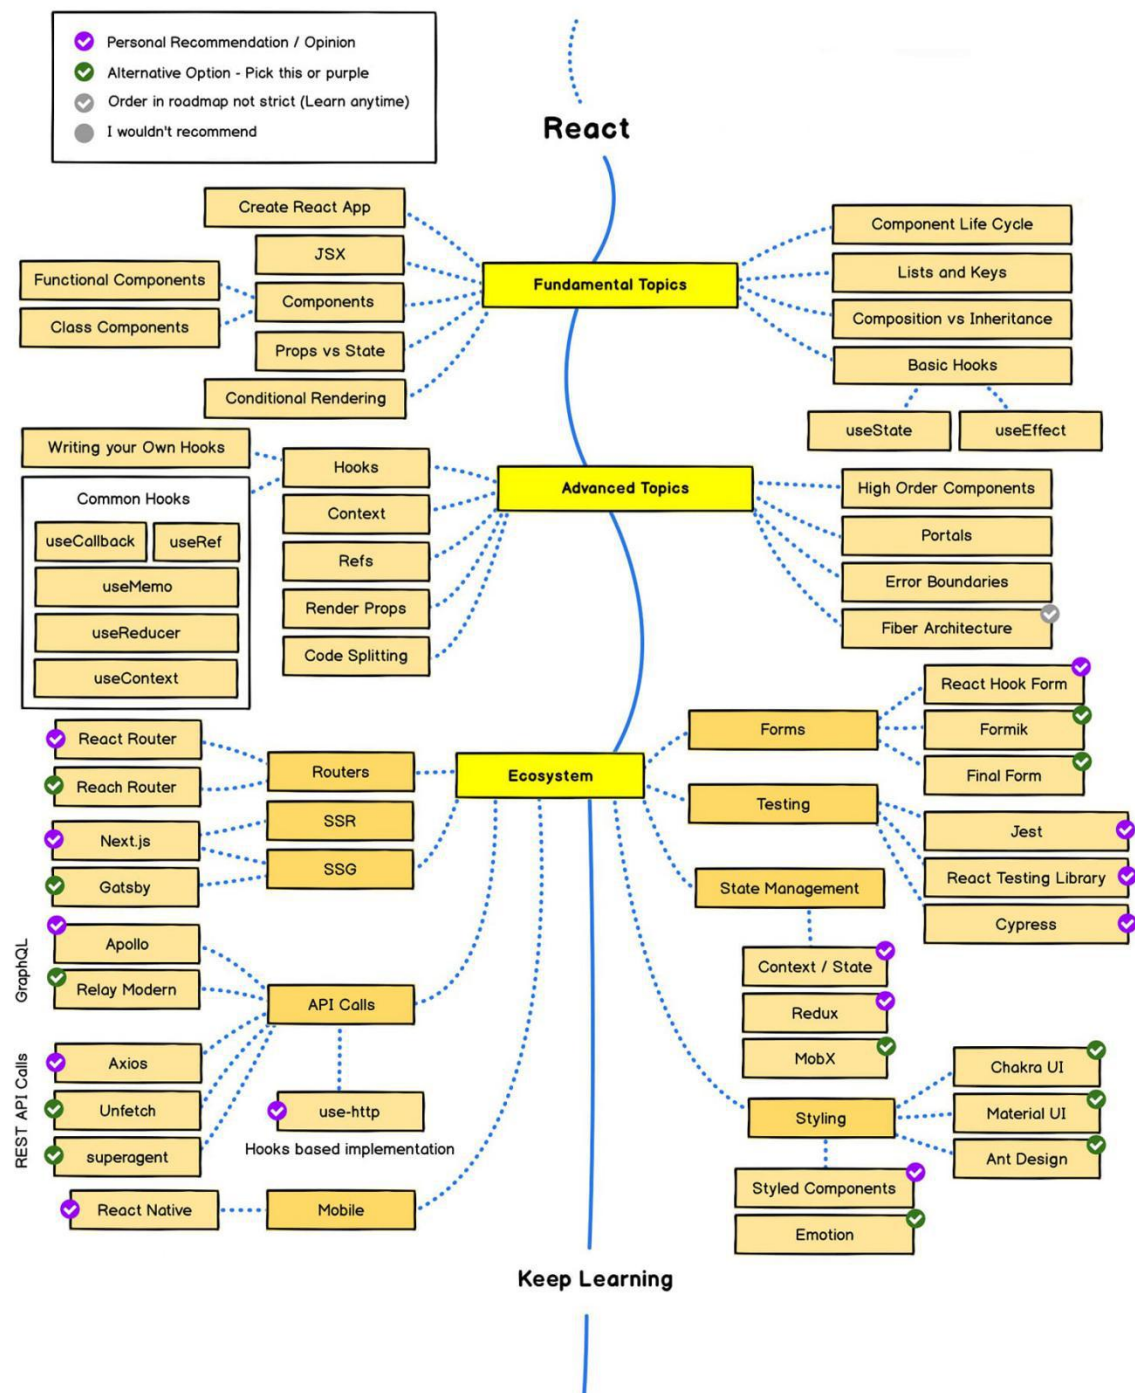 Personal Recommendation / Opinion
Alternative Option - Pick this or purple
Order in roadmap not strict (Learn anytime)
I wouldn't recommend
React
Create React App
JSX
Functional Components
Components
Class Components
Props vs State
Conditional Rendering
Fundamental Topics
Component Life Cycle
Lists and Keys
Composition vs Inheritance
Basic Hooks
useState
useEffect
Writing your Own Hooks
Hooks
Common Hooks
useCallback
useRef
useMemo
useReducer
useContext
Context
Refs
Render Props
Code Splitting
Advanced Topics
High Order Components
Portals
Error Boundaries
Fiber Architecture
React Router
Reach Router
Routers
Next.js
Gatsby
SSR
SSG
Ecosystem
Forms
React Hook Form
Formik
Final Form
Testing
Jest
React Testing Library
Cypress
State Management
Context / State
Redux
MobX
GraphQL
Apollo
Relay Modern
API Calls
REST API Calls
Axios
Unfetch
superagent
use-http
Hooks based implementation
React Native
Mobile
Styling
Chakra UI
Material UI
Ant Design
Styled Components
Emotion
Keep Learning